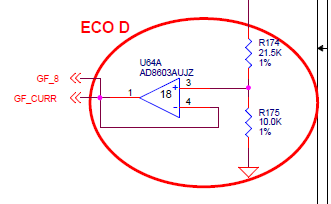 ECO D
R174
21.5K
1%
U64A
AD8603AUJZ
GF_8
GF_CURR
1
18
+
3
-
4
R175
10.0K
1%